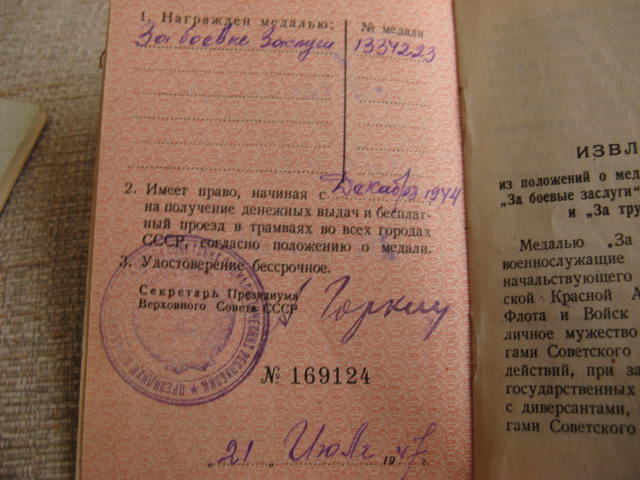 1. Награжден медалью:
№ медали
За боевые Заслуги
1334223
2. Имеет право, начиная с Декабря 1944
на получение денежных выдач и бесплат-
ный проезд в трамваях во всех городах
СССР, согласно положению о медали.
3. Удостоверение бессрочное.
Секретарь Президиума
Верховного Совета СССР
А Горкин
№ 169124
„21 „ Июля 1947 г.
ИЗВЛ
из положений о мед
„За боевые заслуги"
и „За тру
Медалью „За
военнослужащие
начальствующего
ской Красной А
Флота и Войск
личное мужество
гами Советского
действий, при за
государственных
с диверсантами,
гами Советского